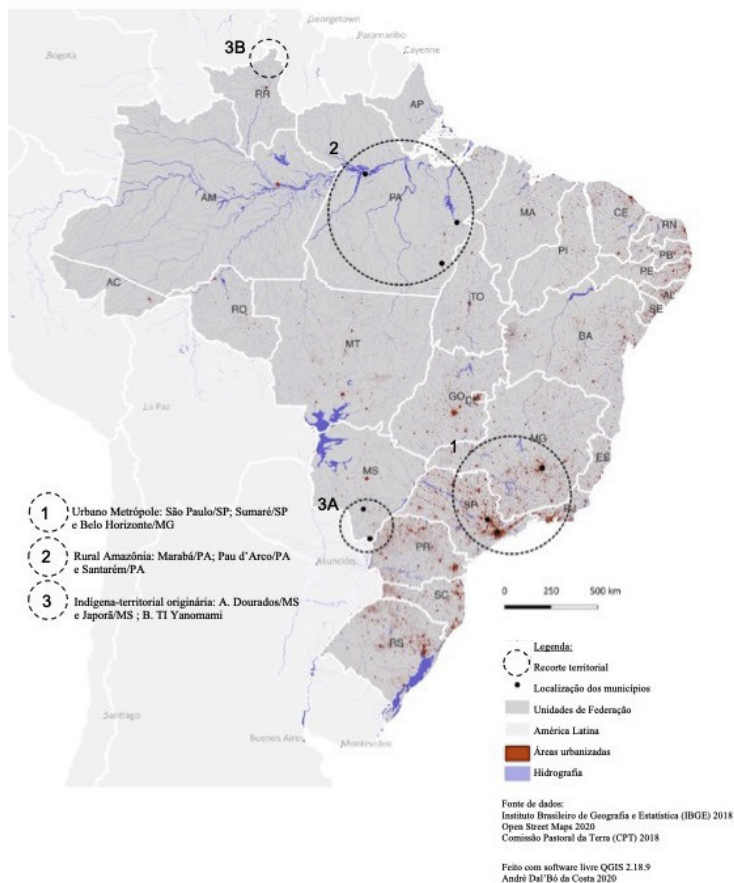 Georgetown
Paramaribo
Cayenne
Bogotá
3B
RR
AP
2
AM
PA
MA
CE
RN
PB
PI
PE
AL
SE
AC
RO
TO
BA
MT
GO
La Paz
1
MG
ES
MS
SP
RJ
3A
PR
Asunción
SC
RS
Santiago
Buenos Aires
Montevideo
1 Urbano Metrópole: São Paulo/SP; Sumaré/SP
e Belo Horizonte/MG
2 Rural Amazônia: Marabá/PA; Pau d'Arco/PA
e Santarém/PA
3 Indígena-territorial originária: A. Dourados/MS
e Japorã/MS ; B. TI Yanomami
0 250 500 km
Legenda:
Recorte territorial
Localização dos municípios
Unidades de Federação
América Latina
Áreas urbanizadas
Hidrografia
Fonte de dados:
Instituto Brasileiro de Geografia e Estatística (IBGE) 2018
Open Street Maps 2020
Comissão Pastoral da Terra (CPT) 2018
Feito com software livre QGIS 2.18.9
André Dal'Bó da Costa 2020